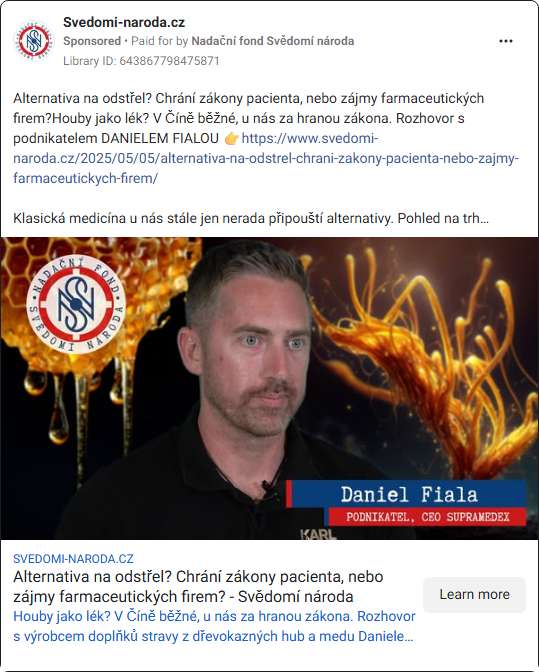 Svedomi-naroda.cz
Sponsored • Paid for by Nadační fond Svědomí národa
Library ID: 643867798475871
Alternativa na odstřel? Chrání zákony pacienta, nebo zájmy farmaceutických
firem?Houby jako lék? V Číně běžné, u nás za hranou zákona. Rozhovor s
podnikatelem DANIELEM FIALOU 👉 https://www.svedomi-
naroda.cz/2025/05/05/alternativa-na-odstrel-chrani-zakony-pacienta-nebo-zajmy-
farmaceutickych-firem/
Klasická medicína u nás stále jen nerada připouští alternativy. Pohled na trh...
NADAČNÍ FOND
SVĚDOMÍ NÁRODA
NSN
Daniel Fiala
PODNIKATEL, CEO SUPRAMEDEX
KARL
SVEDOMI-NARODA.CZ
Alternativa na odstřel? Chrání zákony pacienta, nebo
zájmy farmaceutických firem? - Svědomí národa
Houby jako lék? V Číně běžné, u nás za hranou zákona. Rozhovor
s výrobcem doplňků stravy z dřevokazných hub a medu Daniele...
Learn more